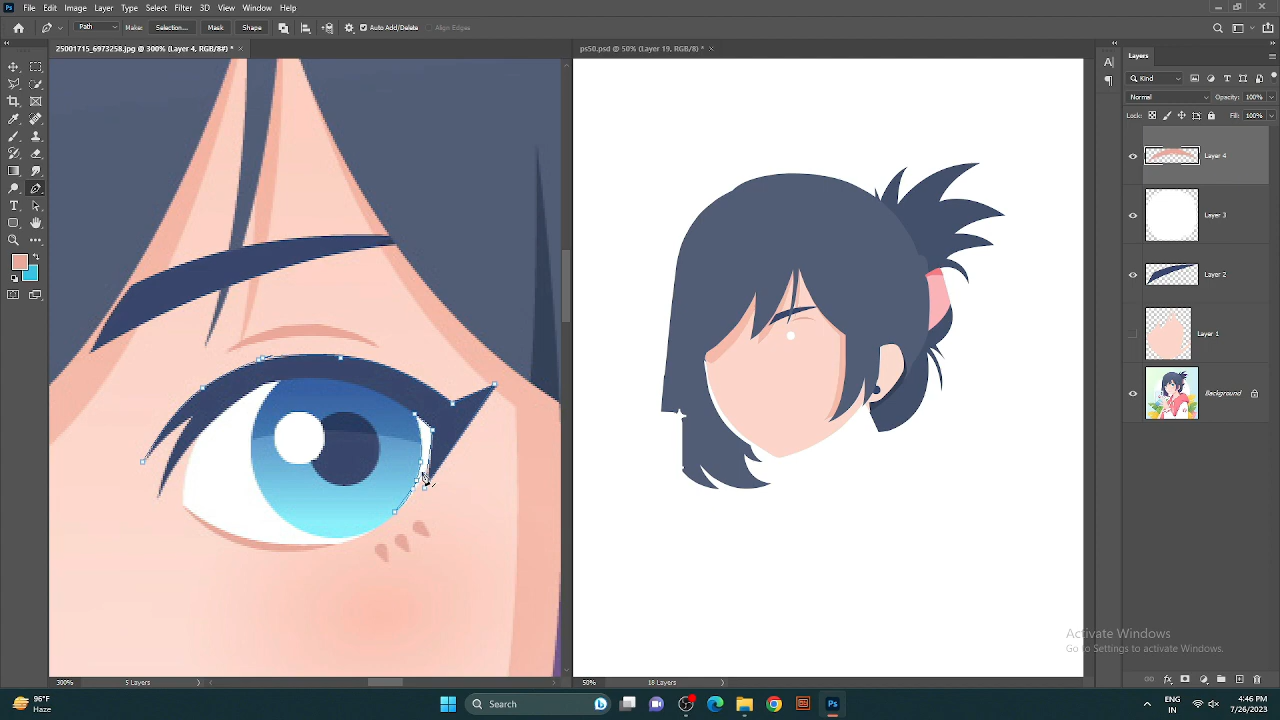 Ps File Edit Image Layer Type Select Filter 3D View Window Help
Path Make: Selection... Mask Shape Auto Add/Delete Align Edges
25001715_6973258.jpg @ 300% (Layer 4, RGB/8#) *
ps50.psd @ 50% (Layer 19, RGB/8) *
Layers
Kind
Normal Opacity: 100%
Lock: Fill: 100%
Layer 4
Layer 3
Layer 2
Layer 1
Background
Activate Windows
Go to Settings to activate Windows.
300% 5 Layers
50% 18 Layers
96°F
Haze
Search
Ps
ENG
IN
4:46 PM
7/26/2023